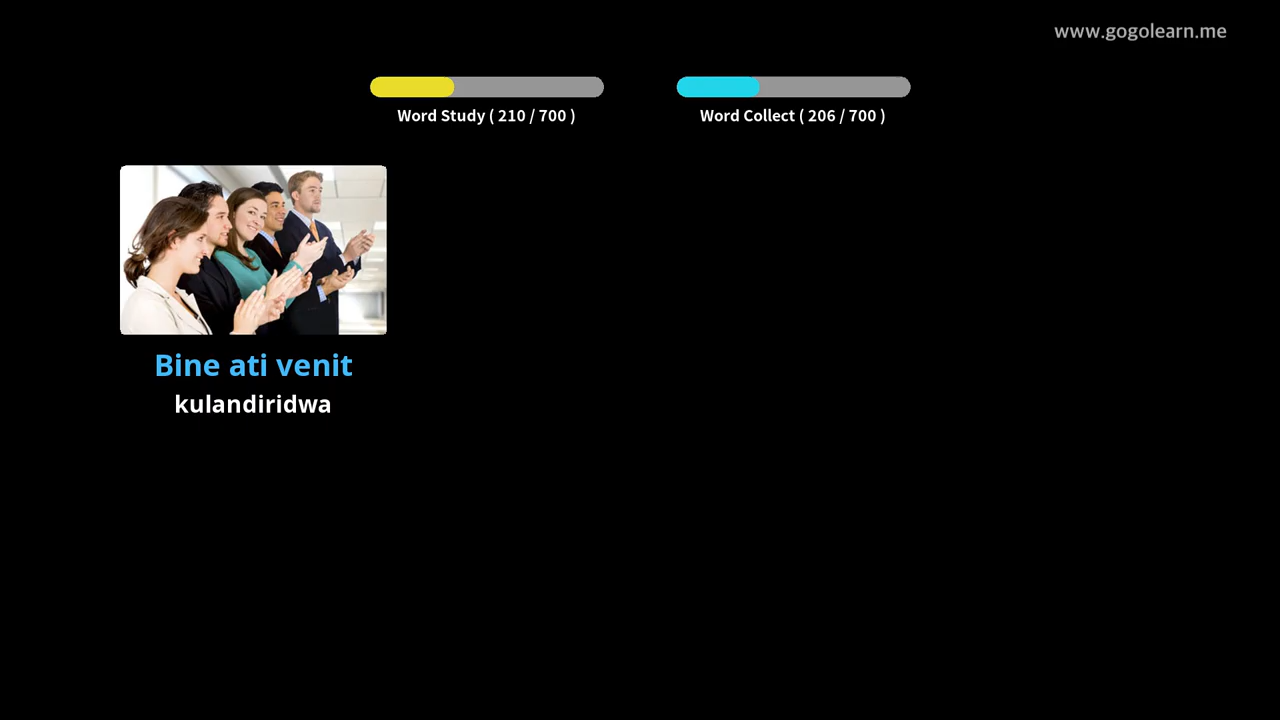 www.gogolearn.me
Word Study ( 210 / 700 )
Word Collect ( 206 / 700 )
Bine ati venit
kulandiridwa